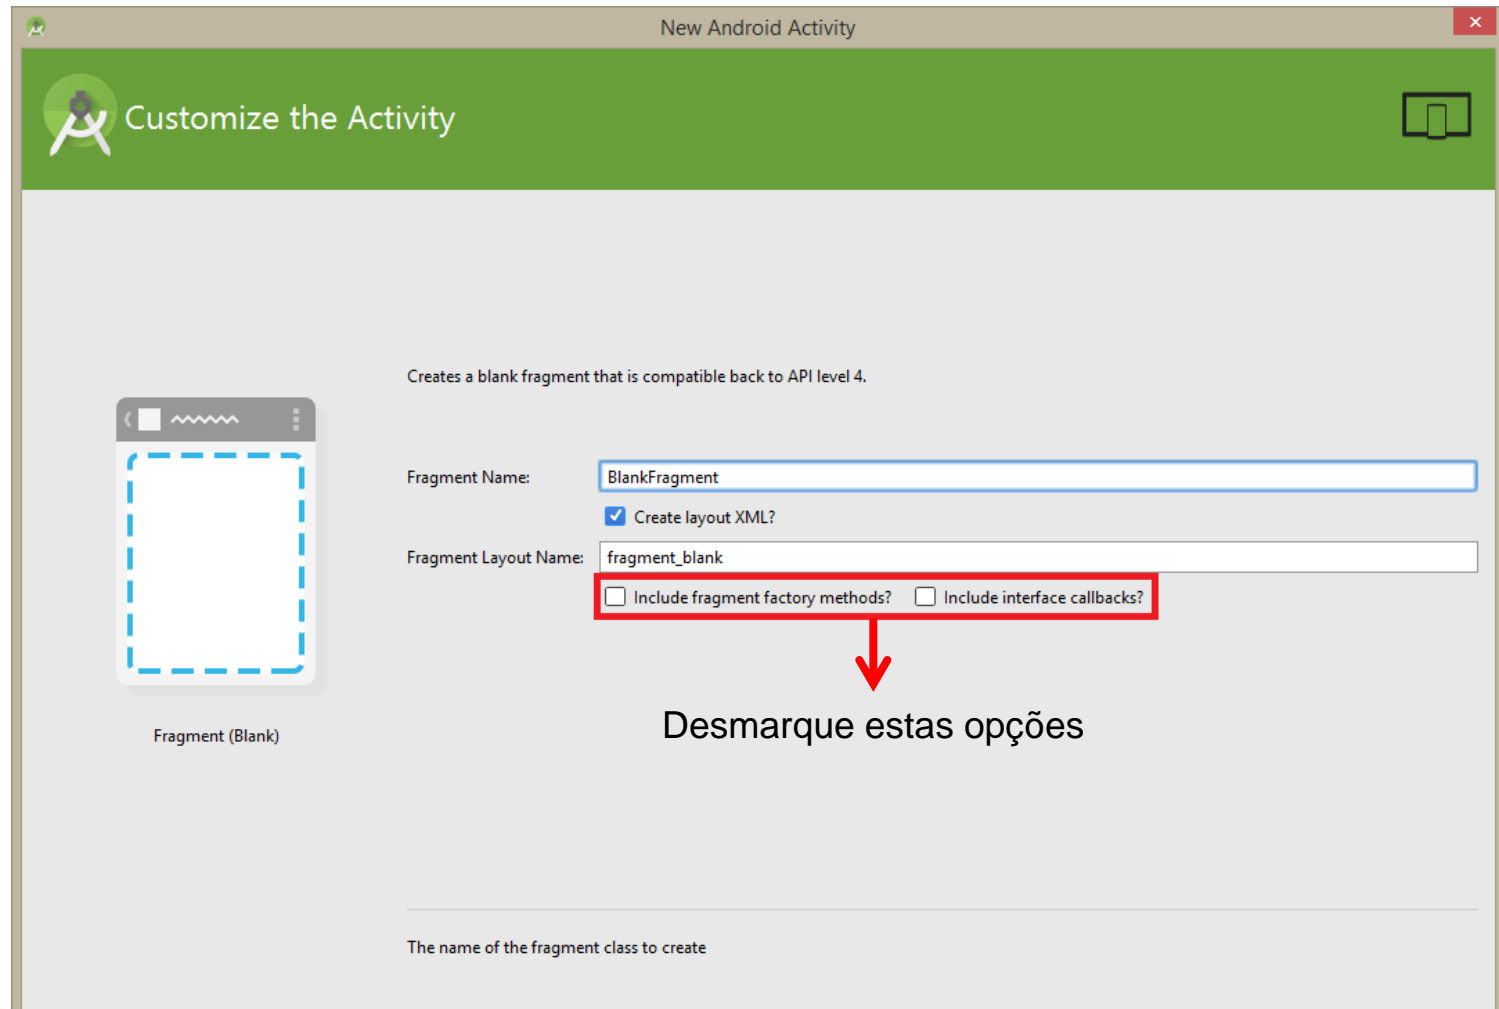 New Android Activity
Customize the Activity
Creates a blank fragment that is compatible back to API level 4.
Fragment Name: BlankFragment
Create layout XML?
Fragment Layout Name: fragment_blank
Include fragment factory methods? Include interface callbacks?
Desmarque estas opções
Fragment (Blank)
The name of the fragment class to create